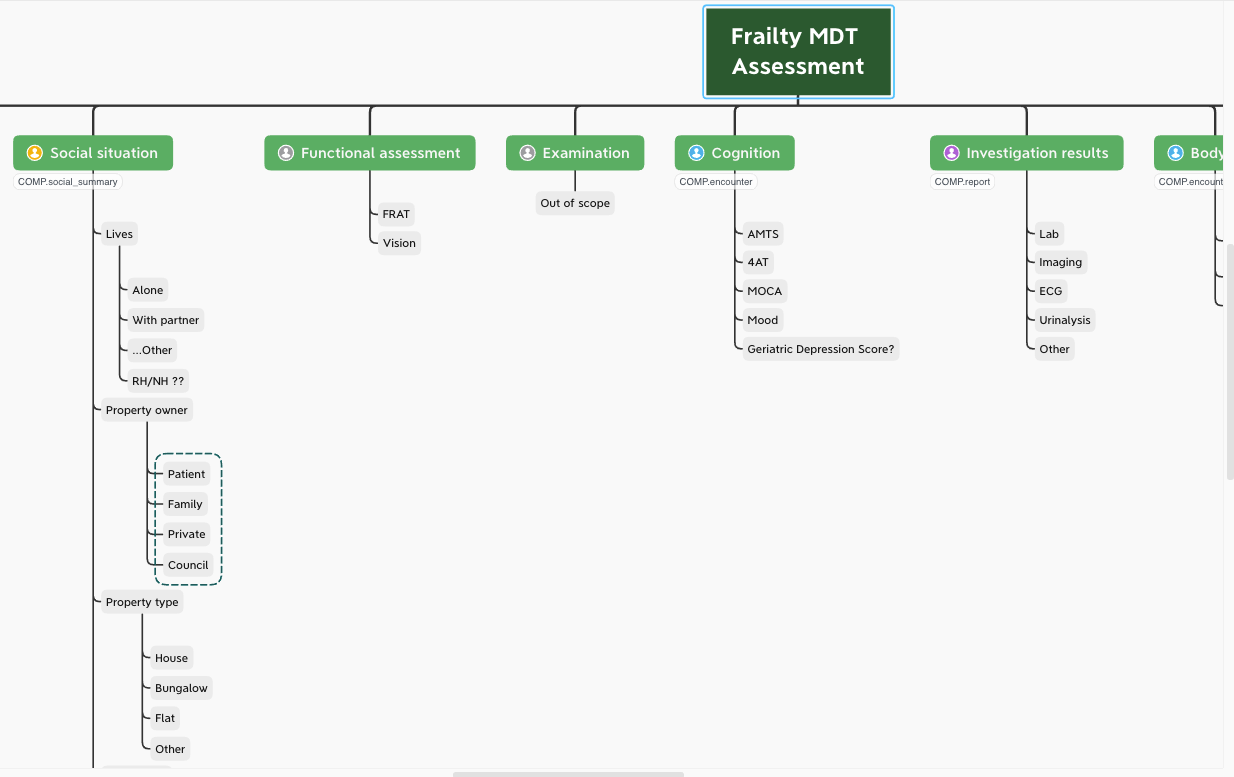 Frailty MDT
Assessment
Social situation
COMP.social_summary
Lives
Alone
With partner
...Other
RH/NH ??
Property owner
Patient
Family
Private
Council
Property type
House
Bungalow
Flat
Other
Functional assessment
FRAT
Vision
Examination
Out of scope
Cognition
COMP.encounter
AMTS
4AT
MOCA
Mood
Geriatric Depression Score?
Investigation results
COMP.report
Lab
Imaging
ECG
Urinalysis
Other
Body
COMP.encount